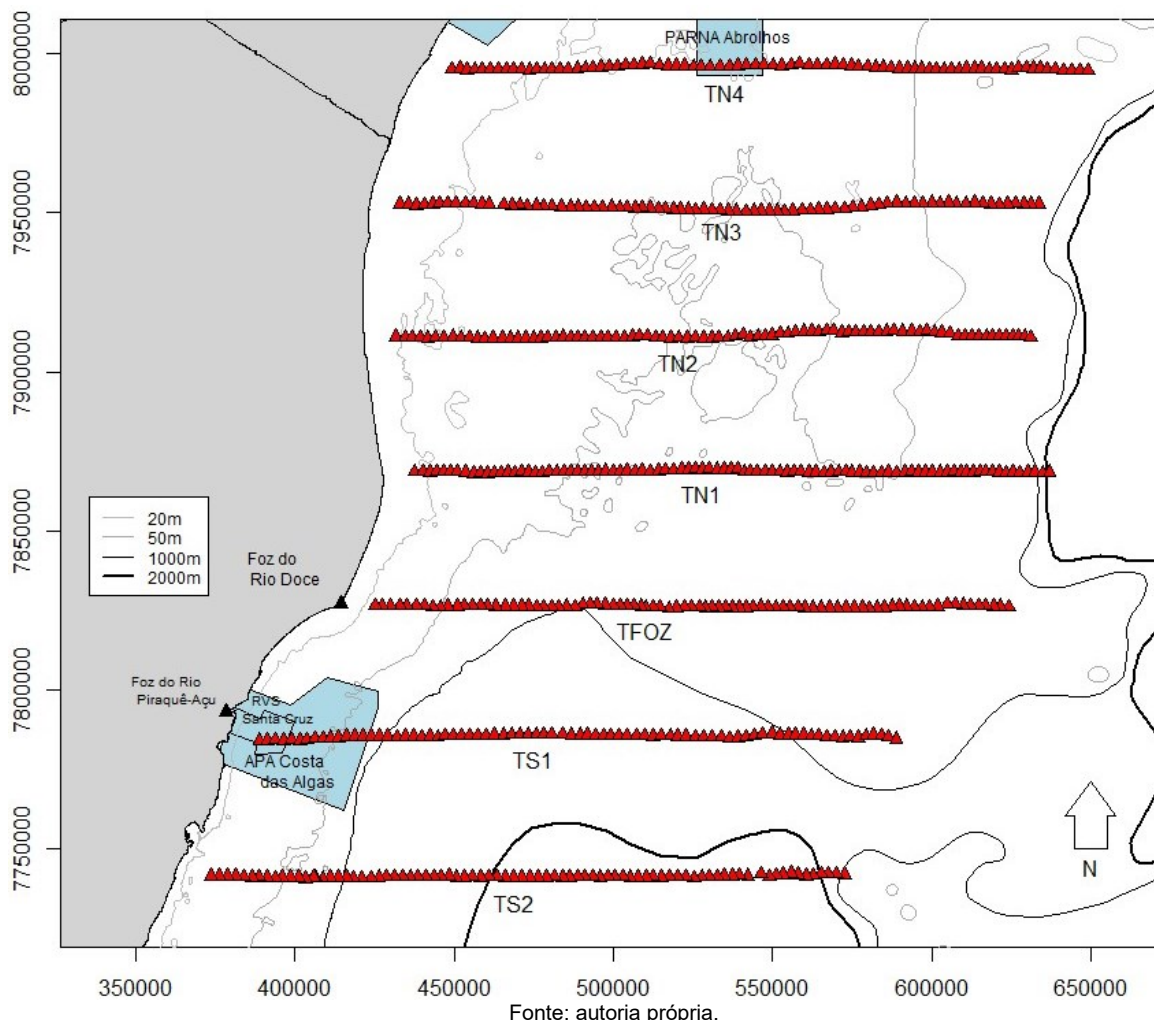 PARNA Abrolhos
8000000
TN4
7950000
TN3
7900000
TN2
TN1
7850000
20m
50m
1000m
2000m
Foz do
Rio Doce
TFOZ
7800000
Foz do Rio
Piraquê-Açu
RVS
Santa Cruz
APA Costa
das Algas
TS1
7750000
TS2
N
350000 400000 450000 500000 550000 600000 650000
Fonte: autoria própria.